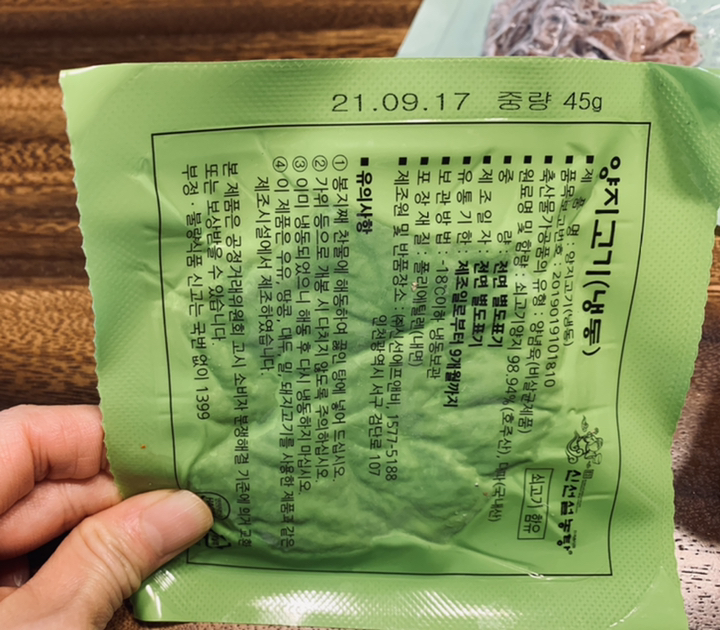 21.09.17 중량 45g
양지고기(냉동)
신선설농탕
■ 제 품 명 : 양지고기(냉동)
■ 품목보고번호 : 2019019101810
■ 축산물가공품의 유형 : 양념육(비살균제품)
■ 원료명 및 함량 : 쇠고기양지 98.94%(호주산), (국내산)
쇠고기 함유
■ 중 량 : 전면 별도표기
■ 제 조 일 자 : 전면 별도표기
■ 유 통 기 한 : 제조일로부터 9개월까지
■ 보 관 방 법 : -18℃이하 냉동보관
■ 포 장 재 질 : 폴리에틸렌(내면)
■ 제조원 및 반품장소 : ㈜시선에프앤비, 1577-5188
인천광역시 서구 검단로 107
■ 유의사항
① 봉지째 찬물에 해동하여 끓인 탕에 넣어 드십시오.
② 가위 등으로 개봉 시 다치지 않도록 주의하십시오.
③ 이미 냉동되었으니 해동 후 다시 냉동하지 마십시오.
④ 이 제품은 우유, 땅콩, 대두, 밀, 돼지고기를 사용한 제품과 같은
제조시설에서 제조하였습니다.
본 제품은 공정거래위원회 고시 소비자 분쟁해결 기준에 의거 교환
또는 보상받을 수 있습니다.
부정 · 불량식품 신고는 국번 없이 1399